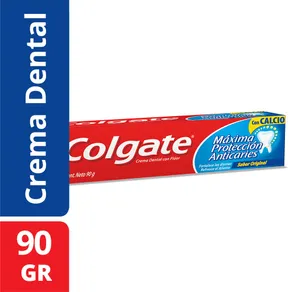 Crema Dental
90
GR
Colgate
Crema Dental con Flúor
Cont. Neto 90 g
Con CALCIO
Máxima
Protección
Anticaries
Sabor Original